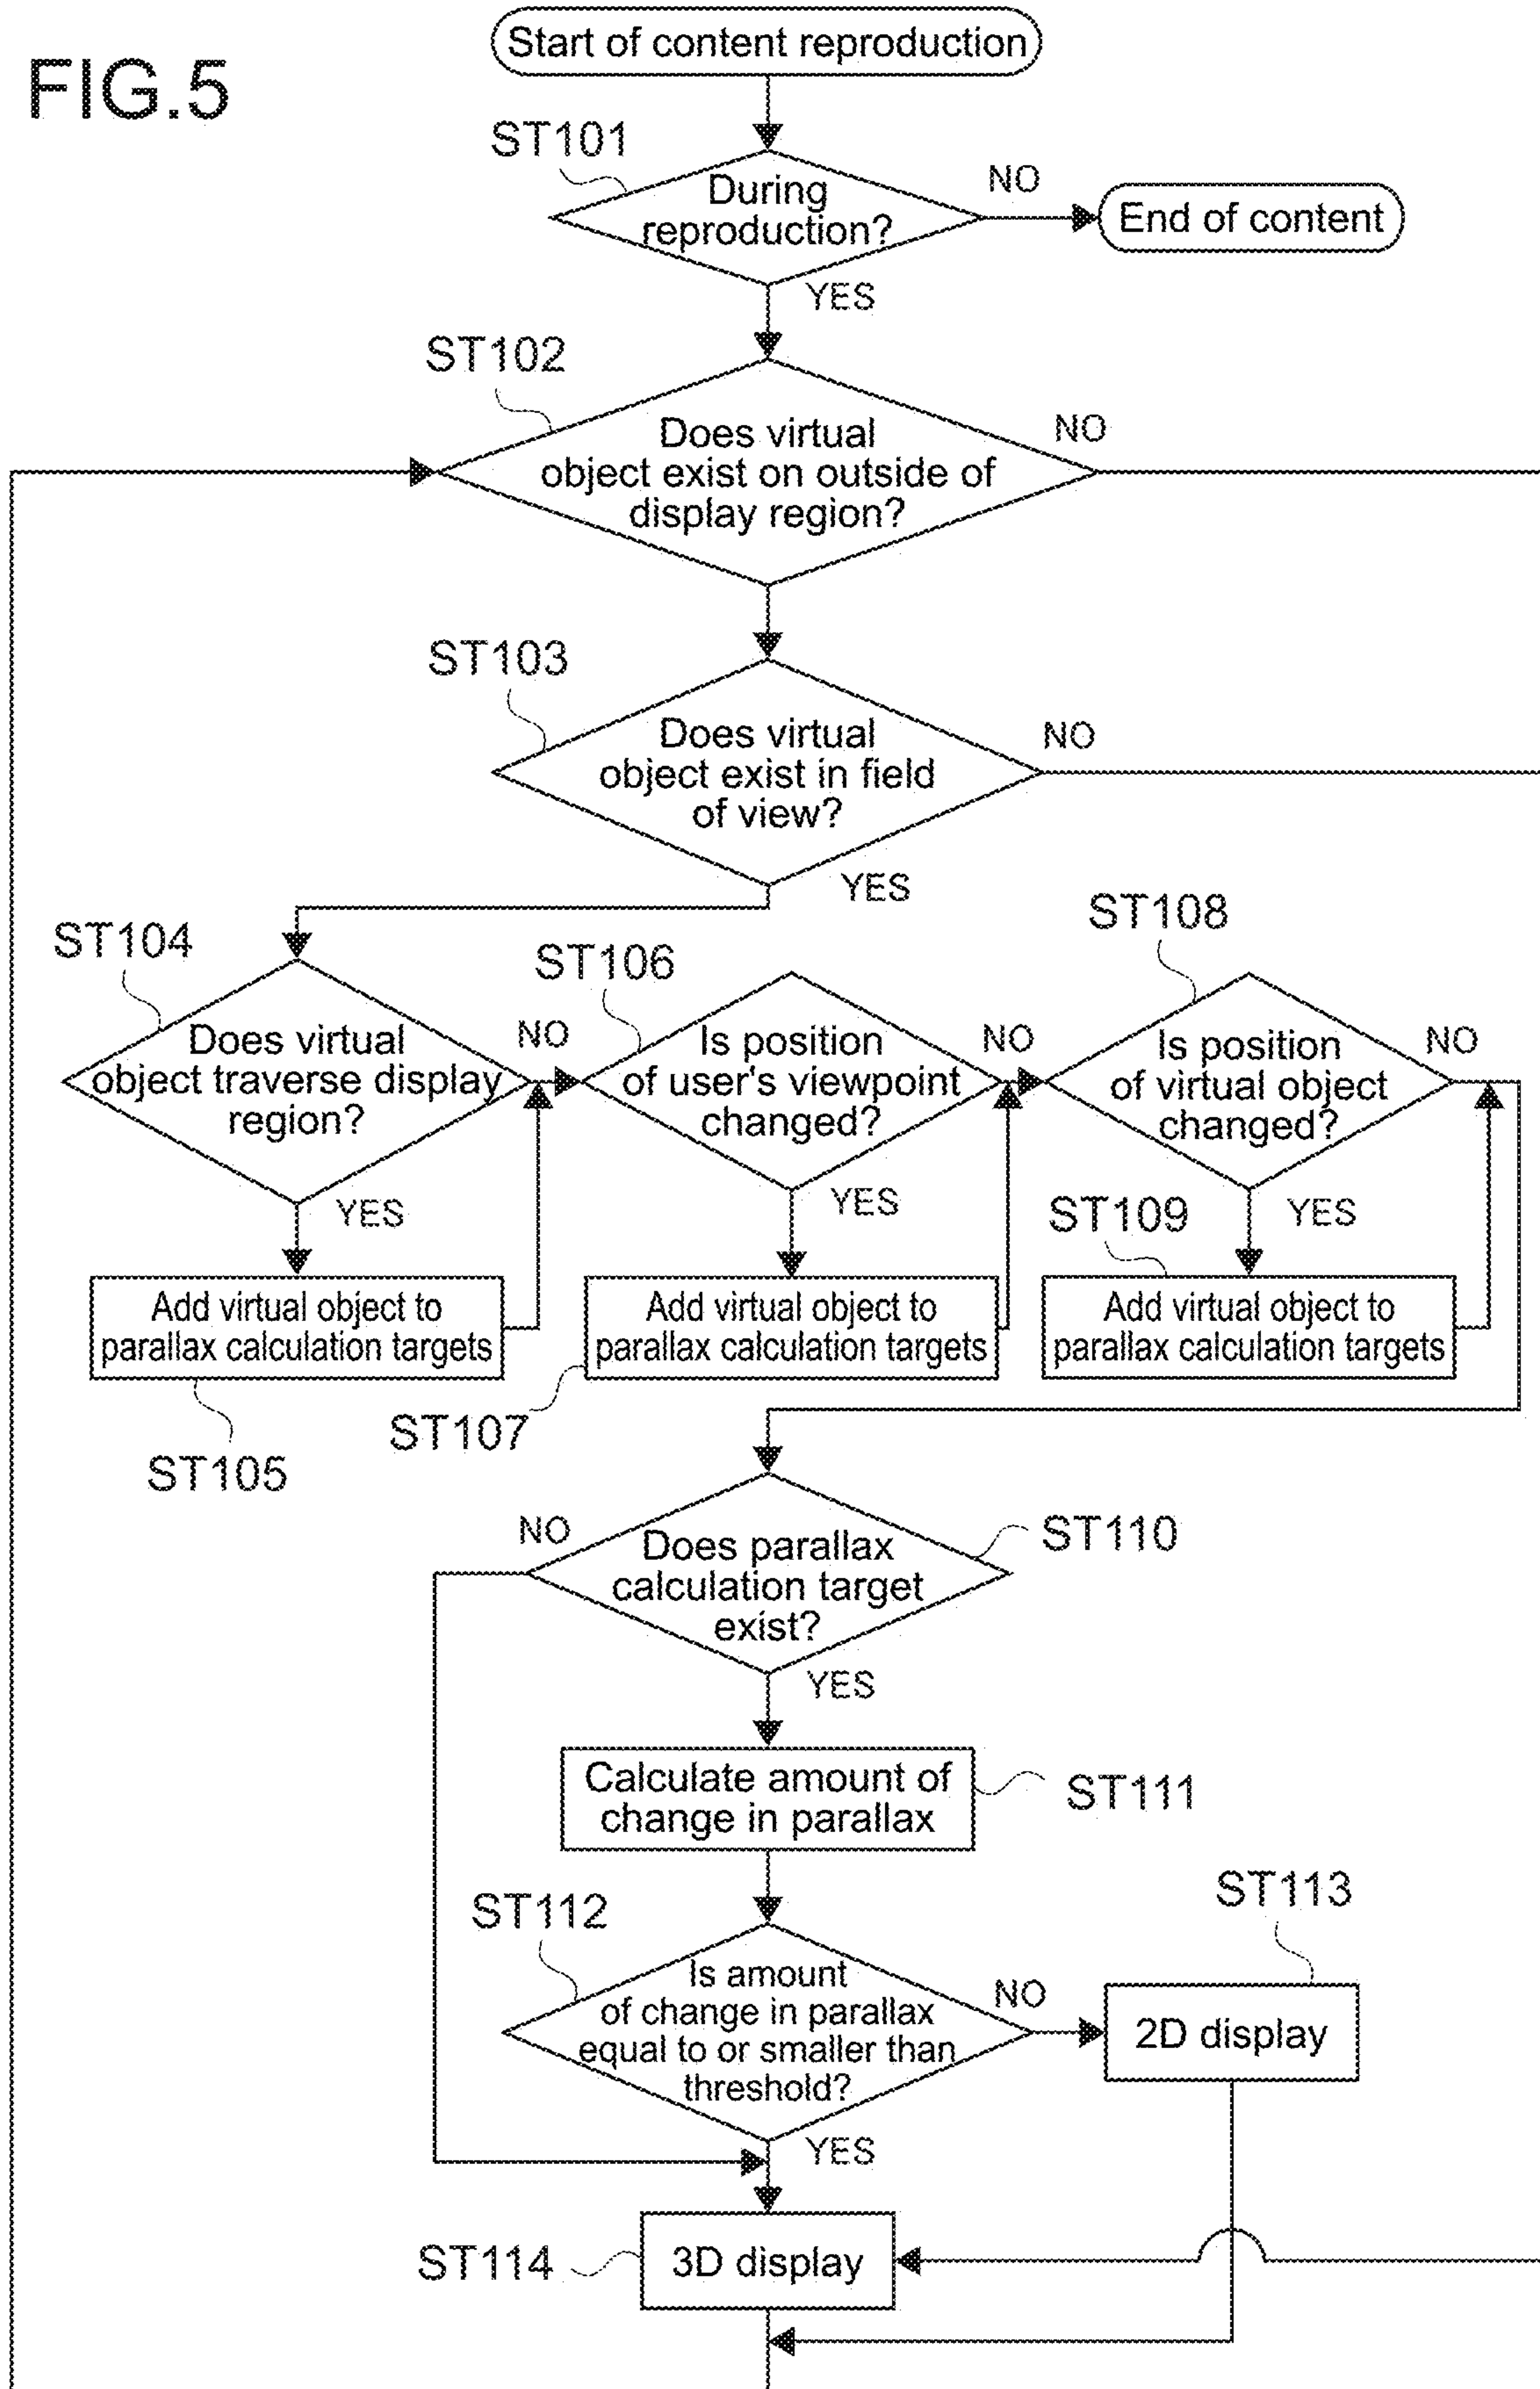 FIG.5
Start of content reproduction
ST101
During
reproduction?
NO
End of content
YES
ST102
Does virtual
object exist on outside of
display region?
NO
ST103
Does virtual
object exist in field
of view?
NO
YES
ST104
Does virtual
object traverse display
region?
NO
YES
Add virtual object to
parallax calculation targets
ST105
ST106
Is position
of user's viewpoint
changed?
NO
YES
Add virtual object to
parallax calculation targets
ST107
ST108
Is position
of virtual object
changed?
NO
YES
ST109
Add virtual object to
parallax calculation targets
NO
Does parallax
calculation target
exist?
ST110
YES
Calculate amount of
change in parallax
ST111
ST112
Is amount
of change in parallax
equal to or smaller than
threshold?
NO
ST113
2D display
YES
ST114
3D display